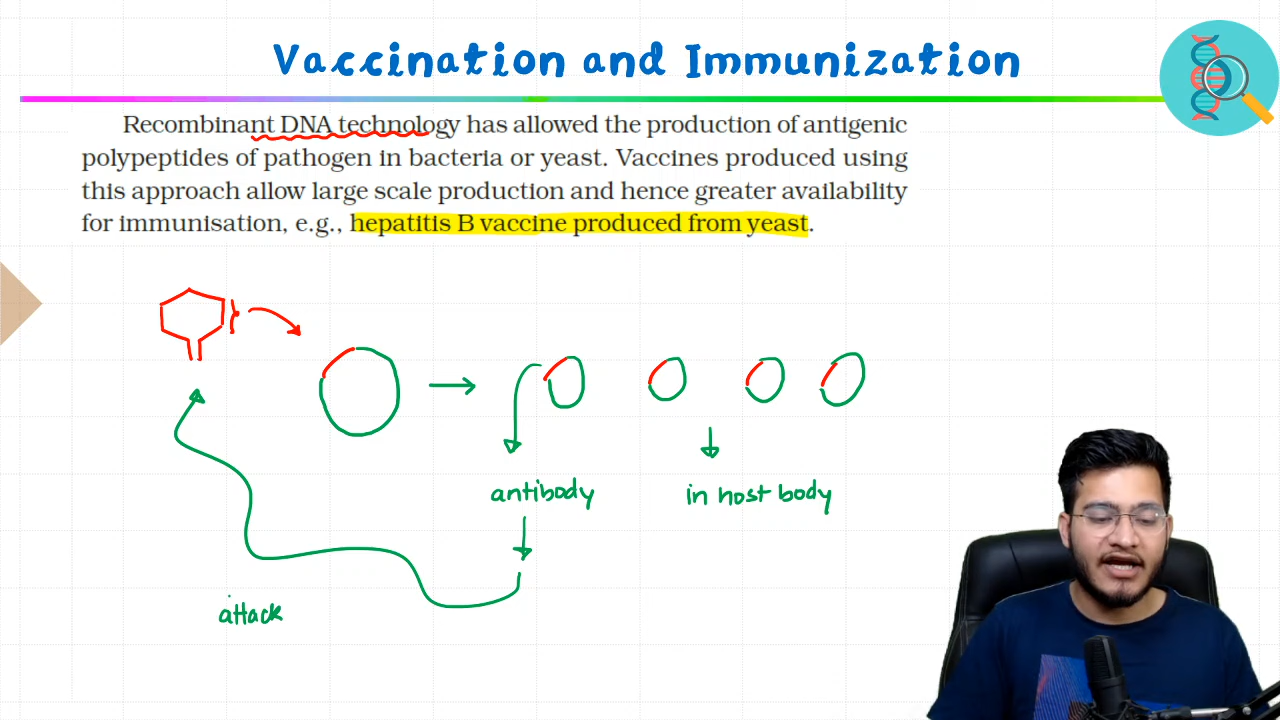 Vaccination and Immunization
Recombinant DNA technology has allowed the production of antigenic
polypeptides of pathogen in bacteria or yeast. Vaccines produced using
this approach allow large scale production and hence greater availability
for immunisation, e.g., hepatitis B vaccine produced from yeast.
antibody
in host body
attack